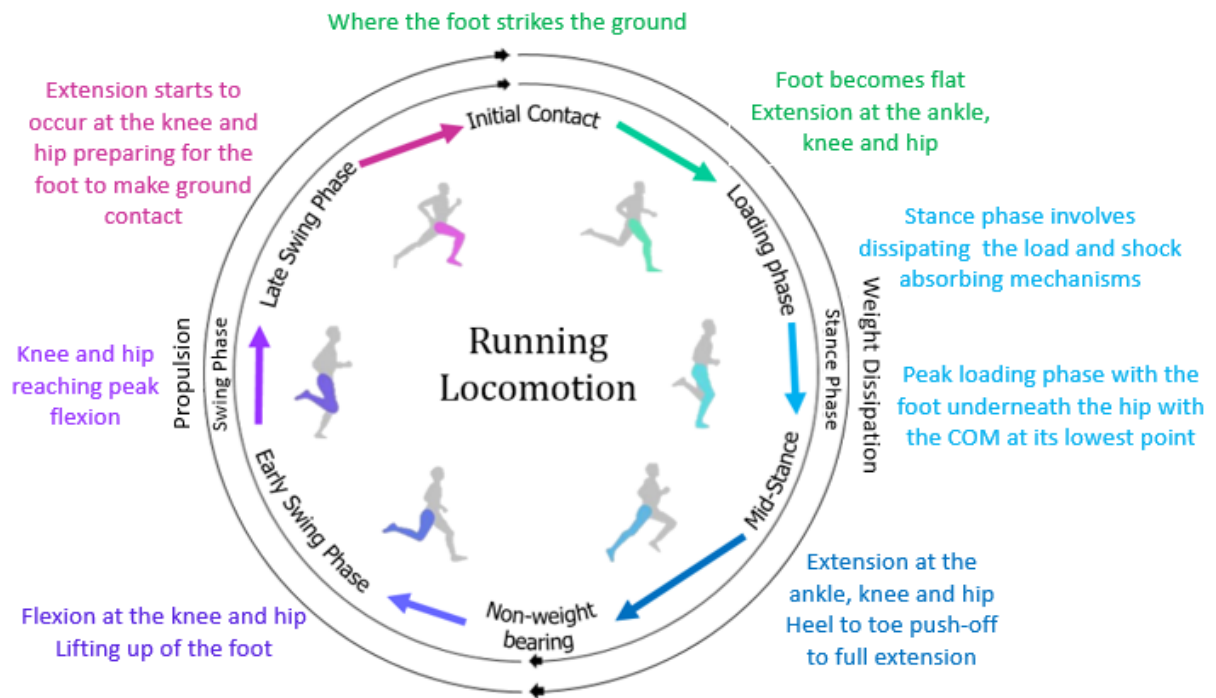 Where the foot strikes the ground
Initial Contact
Foot becomes flat
Extension at the ankle,
knee and hip
Loading phase
Stance phase involves
dissipating the load and shock
absorbing mechanisms
Stance Phase
Weight Dissipation
Peak loading phase with the
foot underneath the hip with
the COM at its lowest point
Mid-Stance
Extension at the
ankle, knee and hip
Heel to toe push-off
to full extension
Non-weight
bearing
Flexion at the knee and hip
Lifting up of the foot
Early Swing Phase
Knee and hip
reaching peak
flexion
Propulsion
Swing Phase
Late Swing Phase
Extension starts to
occur at the knee and
hip preparing for the
foot to make ground
contact
Running
Locomotion